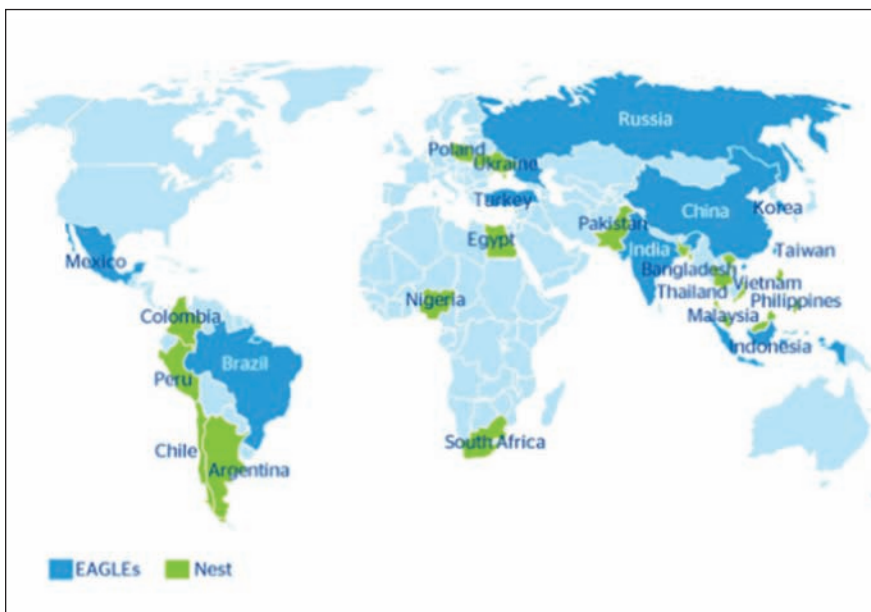 Russia
Poland
Ukraine
Turkey
China
Korea
Pakistan
Egypt
India
Taiwan
Mexico
Bangladesh
Nigeria
Thailand
Vietnam
Philippines
Colombia
Malaysia
Indonesia
Brazil
Peru
South Africa
Chile
Argentina
EAGLEs Nest